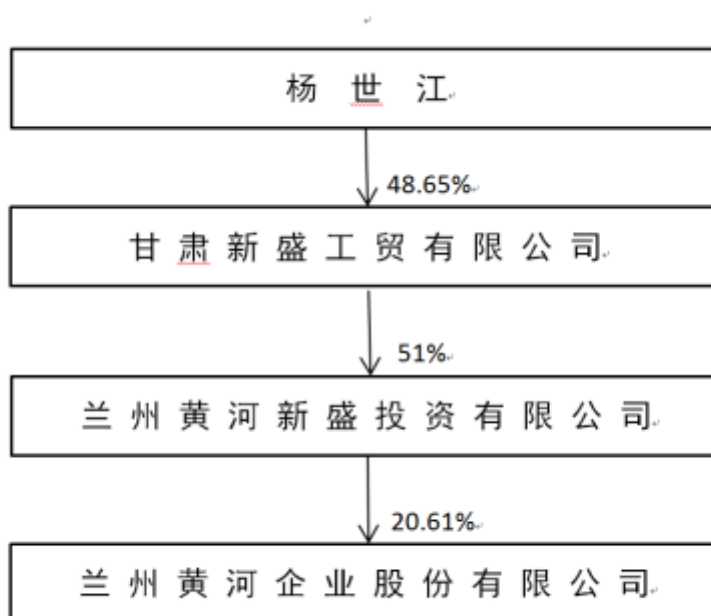 杨 世 江
48.65%
甘 肃 新 盛 工 贸 有 限 公 司
51%
兰 州 黄 河 新 盛 投 资 有 限 公 司
20.61%
兰 州 黄 河 企 业 股 份 有 限 公 司